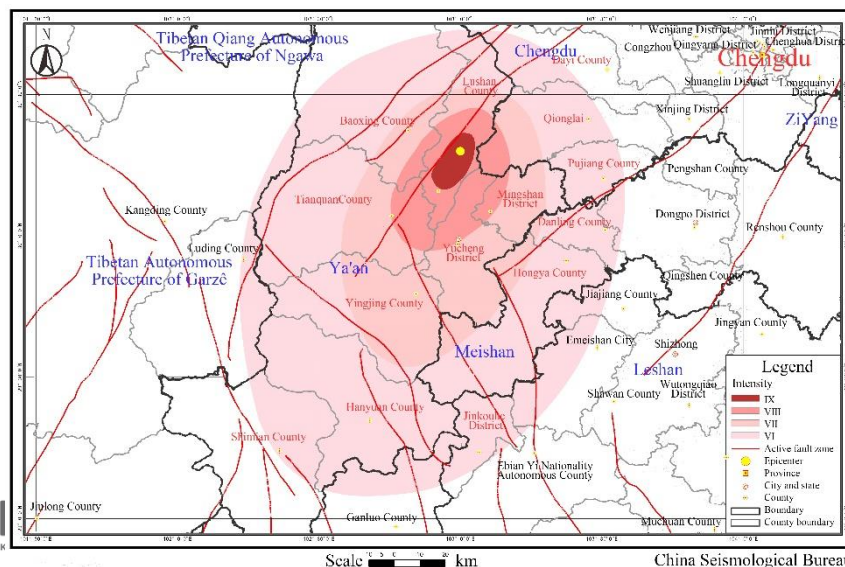 N
Tibetan Qiang Autonomous
Prefecture of Ngawa
Chengdu
Wenjiang District
Jinniu District
Congzhou
Qingyang District
Chenghua District
Chengdu
Dayi County
Shuangliu District
Longquanyi
District
Lushan
County
Baoxing County
Qionglai
Xinjing District
ZiYang
Pujiang County
Pengshan County
TianquanCounty
Mingshan
District
Kangding County
Danling County
Dongpo District
Renshou County
Luding County
Yucheng
District
Tibetan Autonomous
Prefecture of Garzê
Ya'an
Hongya County
Qingshen County
Yingjing County
Jiajiang County
Jingyan County
Meishan
Emeishan City
Shizhong
Leshan
Shawan County
Wutongqiao
District
Hanyuan County
Jinkouhe
District
Shimian County
Ebian Yi Nationality
Autonomous County
Jiulong County
Ganluo County
Muchuan County
Legend
Intensity
IX
VIII
VII
VI
Active fault zone
Epicenter
Province
City and state
County
Boundary
County boundary
Scale
km
China Seismological Bureau